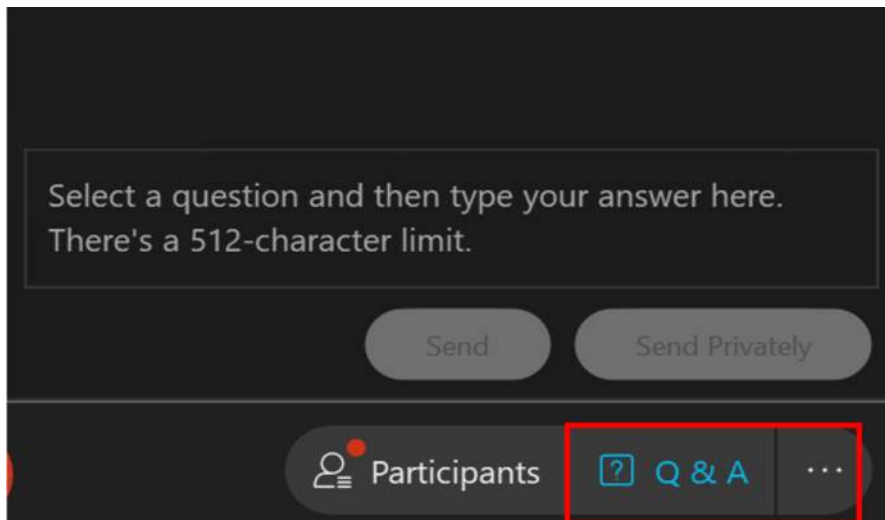 Select a question and then type your answer here.
There's a 512-character limit.
Send Send Privately
Participants Q & A ...